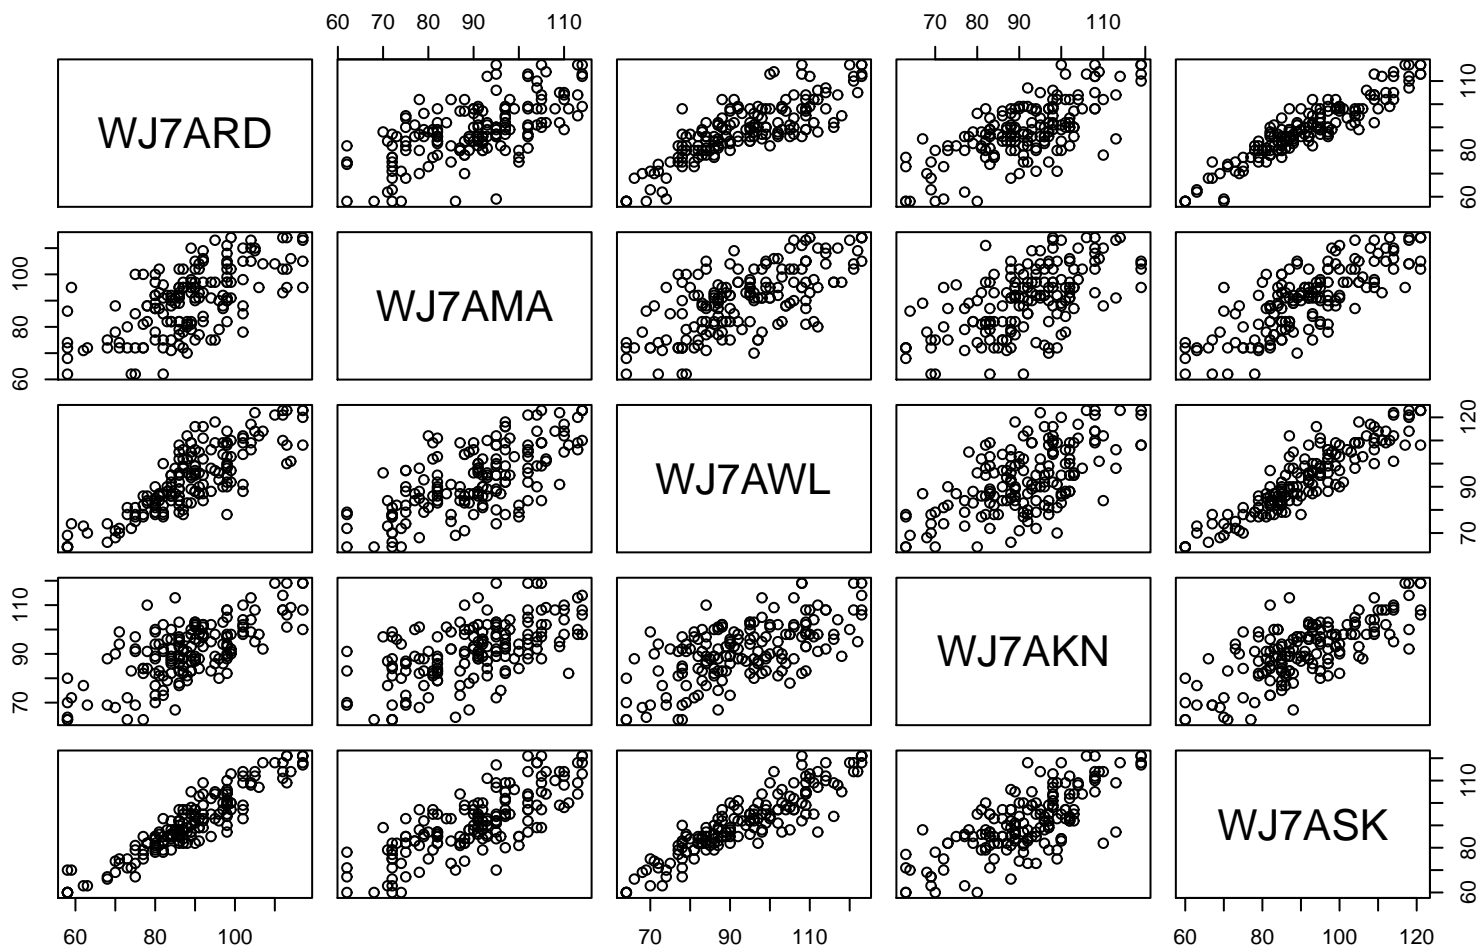 60 70 80 90 110 70 80 90 110
WJ7ARD 60 80 110
60 80 100 WJ7AMA
WJ7AWL 70 90 120
70 90 110 WJ7AKN
WJ7ASK 60 80 110
60 80 100 70 90 110 60 80 100 120